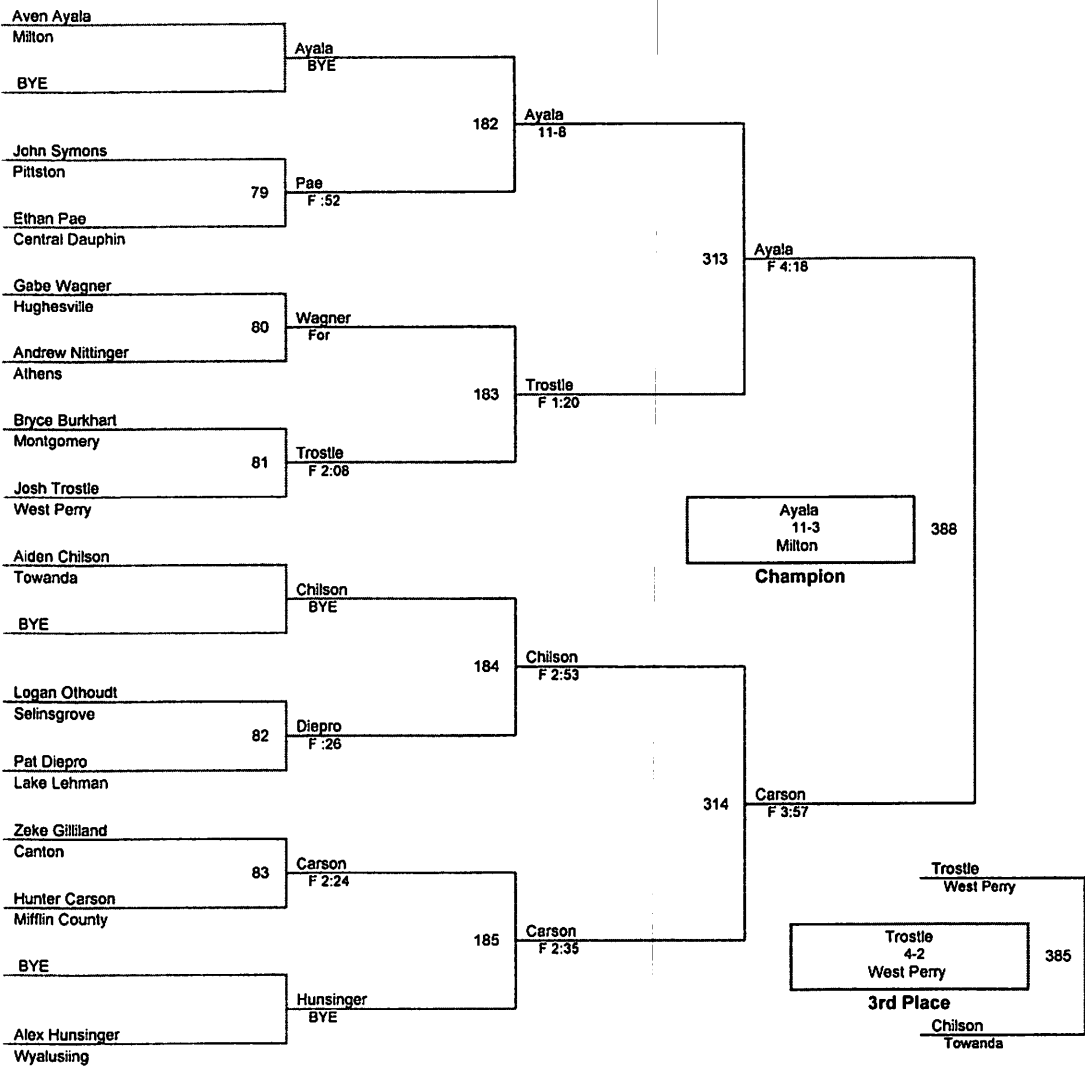 Aven Ayala
Milton
BYE
John Symons
Pittston
79
Ethan Pae
Central Dauphin
Gabe Wagner
Hughesville
80
Andrew Nittinger
Athens
Bryce Burkhart
Montgomery
81
Josh Trostle
West Perry
Aiden Chilson
Towanda
BYE
Logan Othoudt
Selinsgrove
82
Pat Diepro
Lake Lehman
Zeke Gilliland
Canton
83
Hunter Carson
Mifflin County
BYE
Alex Hunsinger
Wyalusiing
Ayala
BYE
182
Pae
F :52
Wagner
For
183
Trostle
F 2:08
Chilson
BYE
184
Diepro
F :26
Carson
F 2:24
185
Hunsinger
BYE
Ayala
11-8
313
Trostle
F 1:20
Chilson
F 2:53
314
Carson
F 2:35
Ayala
F 4:18
388
Carson
F 3:57
Ayala
11-3
Milton
Champion
Trostle
West Perry
Trostle
4-2
West Perry
385
3rd Place
Chilson
Towanda